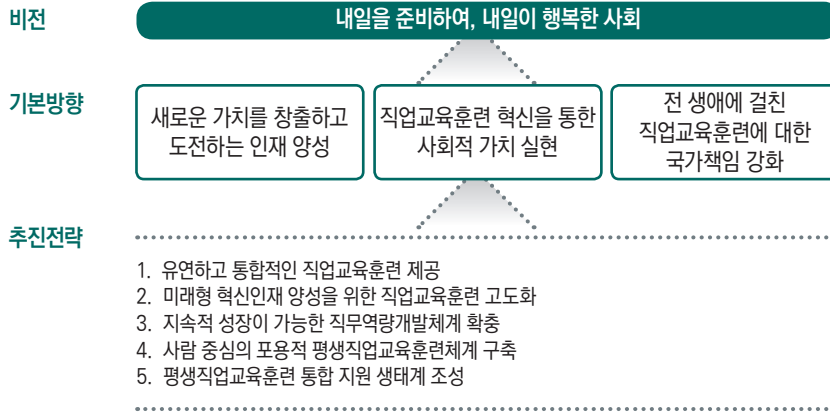 비전
내일을 준비하여, 내일이 행복한 사회
기본방향
새로운 가치를 창출하고
도전하는 인재 양성
직업교육훈련 혁신을 통한
사회적 가치 실현
전 생애에 걸친
직업교육훈련에 대한
국가책임 강화
추진전략
1. 유연하고 통합적인 직업교육훈련 제공
2. 미래형 혁신인재 양성을 위한 직업교육훈련 고도화
3. 지속적 성장이 가능한 직무역량개발체계 확충
4. 사람 중심의 포용적 평생직업교육훈련체계 구축
5. 평생직업교육훈련 통합 지원 생태계 조성